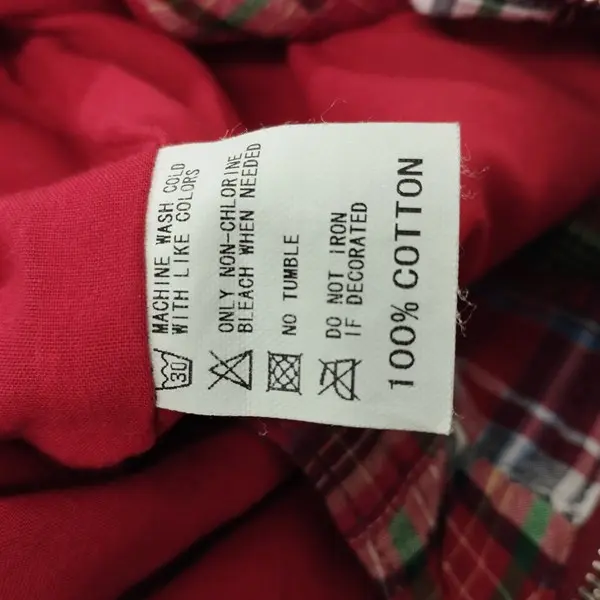 MACHINE WASH COLD
WITH LIKE COLORS
30
ONLY NON-CHLORINE
BLEACH WHEN NEEDED
NO TUMBLE
DO NOT IRON
IF DECORATED
100% COTTON